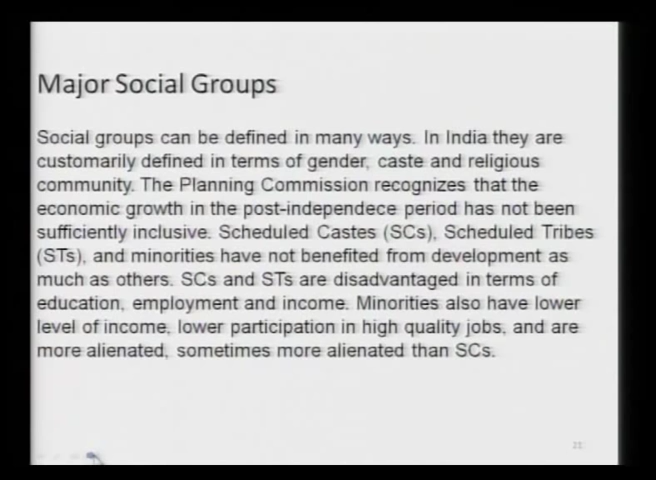 Major Social Groups
Social groups can be defined in many ways. In India they are
customarily defined in terms of gender, caste and religious
community. The Planning Commission recognizes that the
economic growth in the post-independece period has not been
sufficiently inclusive. Scheduled Castes (SCs), Scheduled Tribes
(STs), and minorities have not benefited from development as
much as others. SCs and STs are disadvantaged in terms of
education, employment and income. Minorities also have lower
level of income, lower participation in high quality jobs, and are
more alienated, sometimes more alienated than SCs.